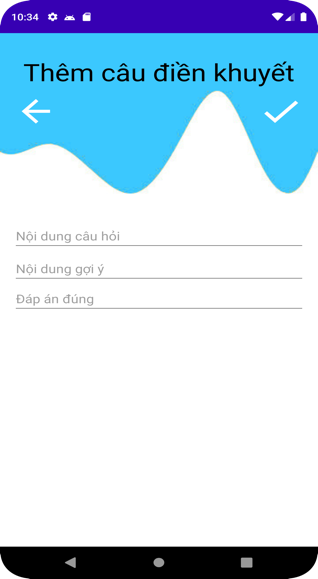 10:34
Thêm câu điền khuyết
Nội dung câu hỏi
Nội dung gợi ý
Đáp án đúng